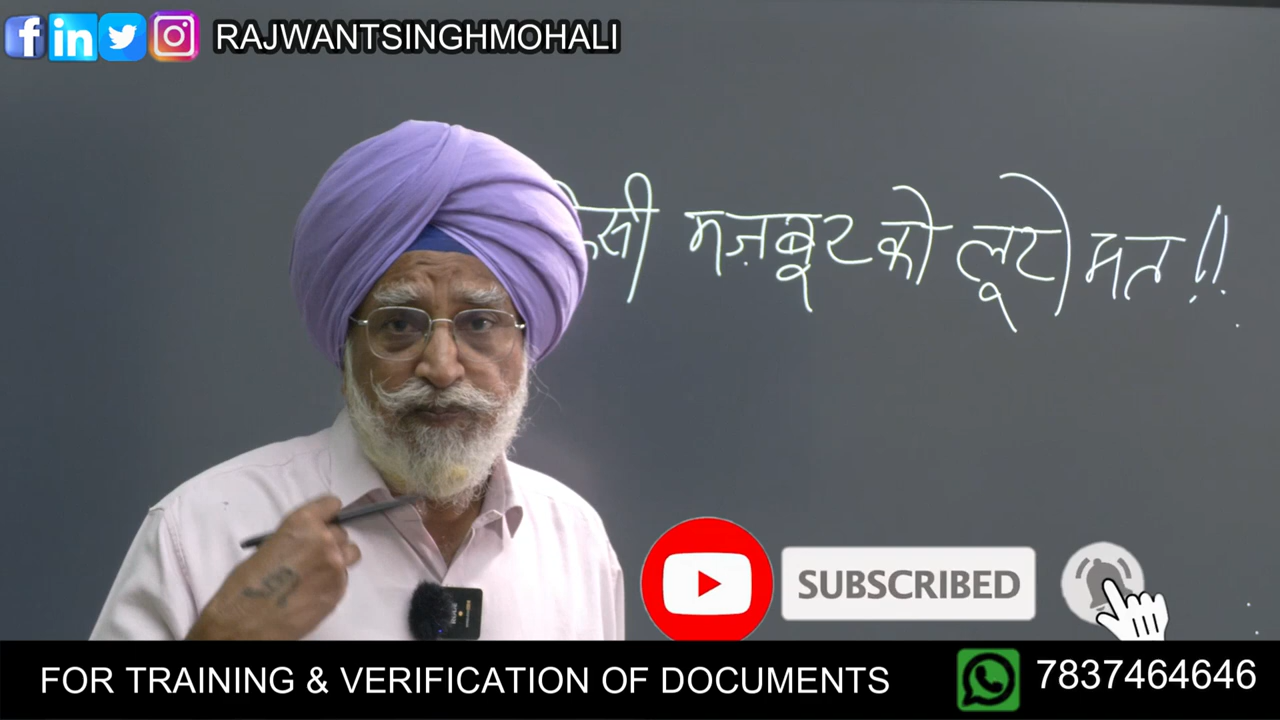 RAJWANTSINGHMOHALI
किसी मज़बूर को लूटो मत !!
SUBSCRIBED
FOR TRAINING & VERIFICATION OF DOCUMENTS
7837464646